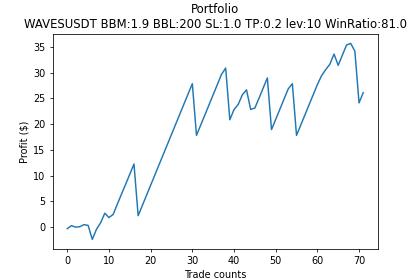 Portfolio
WAVESUSDT BBM:1.9 BBL:200 SL:1.0 TP:0.2 lev:10 WinRatio:81.0
35
30
25
20
15
10
5
0
Profit ($)
0 10 20 30 40 50 60 70
Trade counts